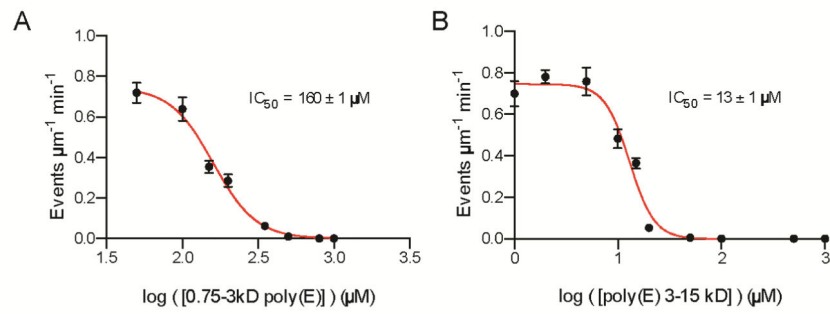 A
Events µm⁻¹ min⁻¹
1.0
0.8
0.6
0.4
0.2
0.0
IC₅₀ = 160 ± 1 µM
1.5 2.0 2.5 3.0 3.5
log ( [0.75-3kD poly(E)] ) (µM)
B
Events µm⁻¹ min⁻¹
1.0
0.8
0.6
0.4
0.2
0.0
IC₅₀ = 13 ± 1 µM
0 1 2 3
log ( [poly(E) 3-15 kD] ) (µM)